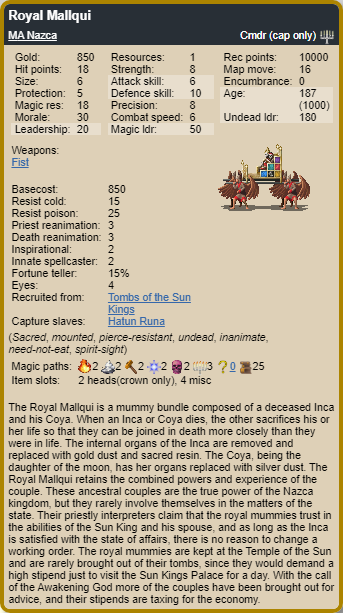 Royal Mallqui
MA Nazca Cmdr (cap only)
Gold: 850 Resources: 1 Rec points: 10000
Hit points: 18 Strength: 8 Map move: 16
Size: 6 Attack skill: 6 Encumbrance: 0
Protection: 5 Defence skill: 10 Age: 187
Magic res: 18 Precision: 8 (1000)
Morale: 30 Combat speed: 6 Undead ldr: 180
Leadership: 20 Magic ldr: 50
Weapons:
Fist
Basecost: 850
Resist cold: 15
Resist poison: 25
Priest reanimation: 3
Death reanimation: 3
Inspirational: 2
Innate spellcaster: 2
Fortune teller: 15%
Eyes: 4
Recruited from: Tombs of the Sun
Kings
Capture slaves: Hatun Runa
(Sacred, mounted, pierce-resistant, undead, inanimate,
need-not-eat, spirit-sight)
Magic paths: 2 2 2 2 2 3 ? 0 25
Item slots: 2 heads(crown only), 4 misc
The Royal Mallqui is a mummy bundle composed of a deceased Inca
and his Coya. When an Inca or Coya dies, the other sacrifices his or
her life so that they can be joined in death more closely than they
were in life. The internal organs of the Inca are removed and
replaced with gold dust and sacred resin. The Coya, being the
daughter of the moon, has her organs replaced with silver dust. The
Royal Mallqui retains the combined powers and experience of the
couple. These ancestral couples are the true power of the Nazca
kingdom, but they rarely involve themselves in the matters of the
state. Their priestly interpreters claim that the royal mummies trust in
the abilities of the Sun King and his spouse, and as long as the Inca
is satisfied with the state of affairs, there is no reason to change a
working order. The royal mummies are kept at the Temple of the Sun
and are rarely brought out of their tombs, since they would demand a
high stipend just to visit the Sun Kings Palace for a day. With the call
of the Awakening God more of the couples have been brought out for
advice, and their stipends are taxing for the economy.